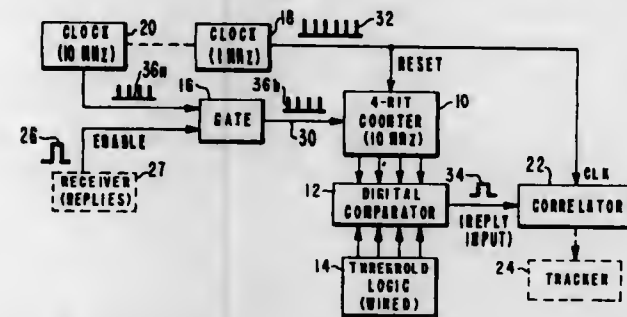 20
18
32
CLOCK
(10 MHZ)
CLOCK
(1 MHZ)
36a
16
36b
RESET
10
GATE
4-BIT
COUNTER
(10 MHZ)
30
26
ENABLE
27
RECEIVER
(REPLIES)
12
DIGITAL
COMPARATOR
34
22
CLK
CORRELATOR
(REPLY
INPUT)
14
THRESHOLD
LOGIC
(WIRED)
24
TRACKER